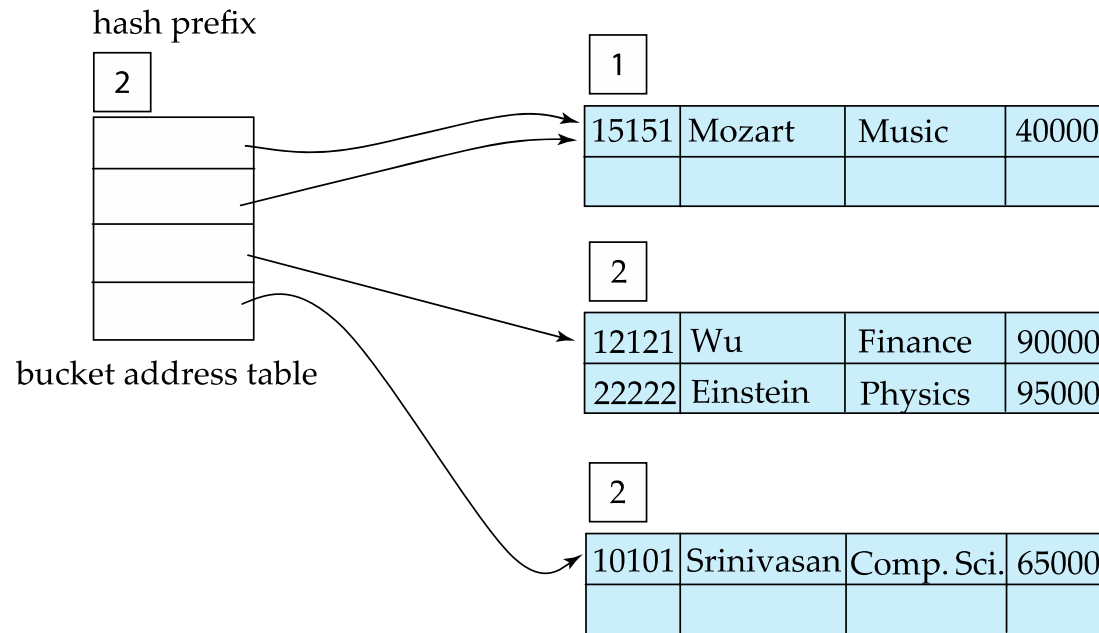 hash prefix
2
bucket address table
1
15151 Mozart Music 40000
2
12121 Wu Finance 90000
22222 Einstein Physics 95000
2
10101 Srinivasan Comp. Sci. 65000